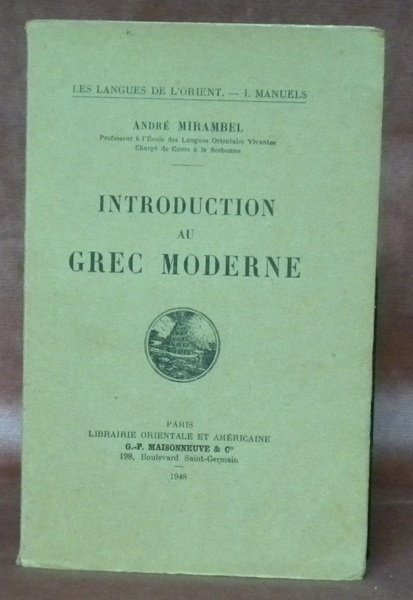 LES LANGUES DE L'ORIENT. — I. MANUELS
ANDRÉ MIRAMBEL
Professeur à l'École des Langues Orientales Vivantes
Chargé de Cours à la Sorbonne
INTRODUCTION
AU
GREC MODERNE
PARIS
LIBRAIRIE ORIENTALE ET AMÉRICAINE
G.-P. MAISONNEUVE & Cº
198, Boulevard Saint-Germain
1948